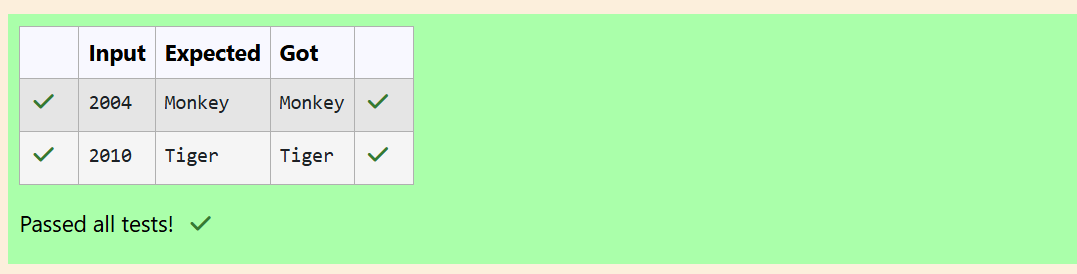 Input Expected Got
2004 Monkey Monkey
2010 Tiger Tiger
Passed all tests!